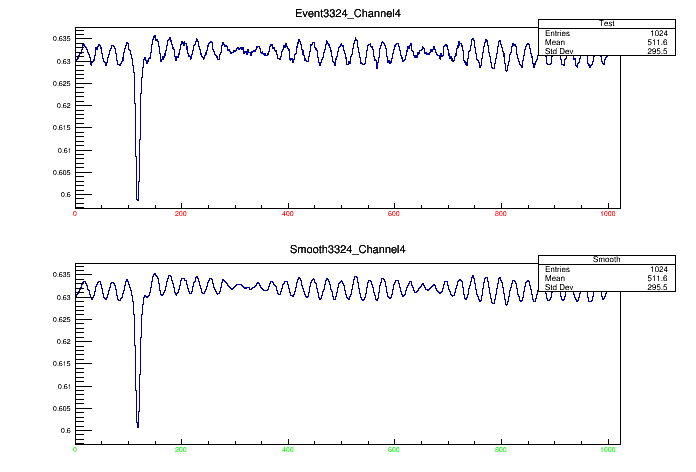 Event3324_Channel4
Test
Entries 1024
Mean 511.6
Std Dev 295.5
0.635
0.63
0.625
0.62
0.615
0.61
0.605
0.6
0 200 400 600 800 1000
Smooth3324_Channel4
Smooth
Entries 1024
Mean 511.6
Std Dev 295.5
0.635
0.63
0.625
0.62
0.615
0.61
0.605
0.6
0 200 400 600 800 1000